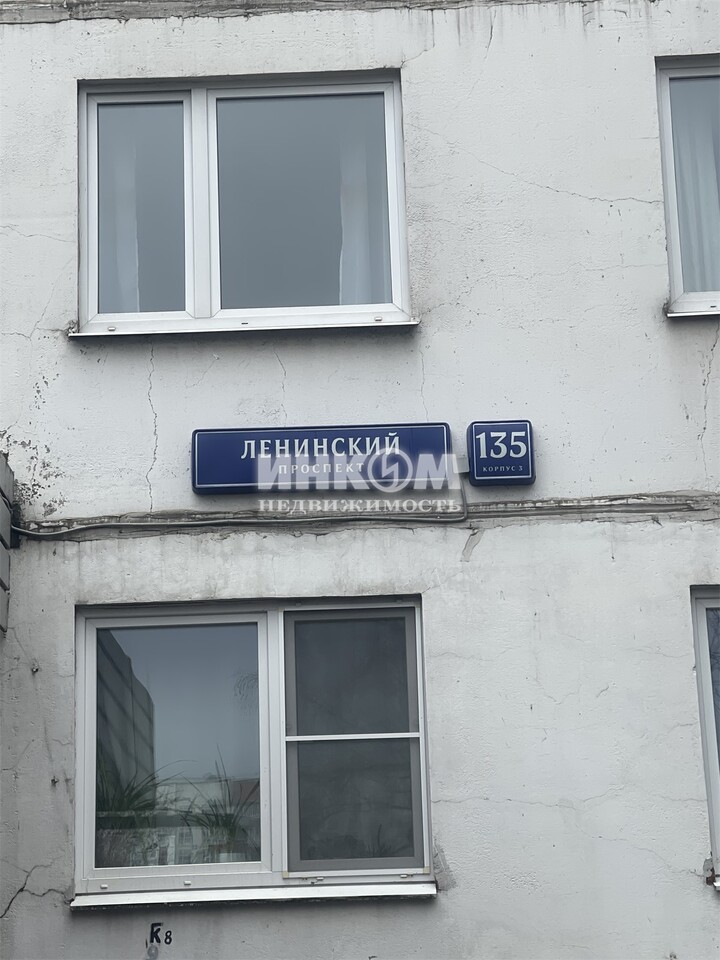 ЛЕНИНСКИЙ
ПРОСПЕКТ
135
КОРПУС 3
ИНКОМ
НЕДВИЖИМОСТЬ
К8